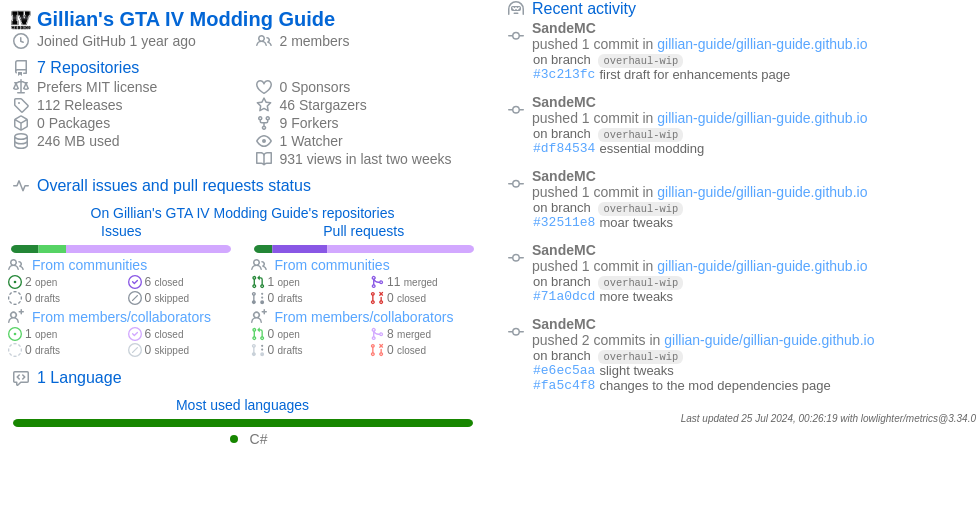 IV
Gillian's GTA IV Modding Guide
Joined GitHub 1 year ago
2 members
7 Repositories
Prefers MIT license
112 Releases
0 Packages
246 MB used
0 Sponsors
46 Stargazers
9 Forkers
1 Watcher
931 views in last two weeks
Overall issues and pull requests status
On Gillian's GTA IV Modding Guide's repositories
Issues
From communities
2 open
6 closed
0 drafts
0 skipped
From members/collaborators
1 open
6 closed
0 drafts
0 skipped
Pull requests
From communities
1 open
11 merged
0 drafts
0 closed
From members/collaborators
0 open
8 merged
0 drafts
0 closed
1 Language
Most used languages
C#
Recent activity
SandeMC
pushed 1 commit in gillian-guide/gillian-guide.github.io
on branch overhaul-wip
#3c213fc first draft for enhancements page
SandeMC
pushed 1 commit in gillian-guide/gillian-guide.github.io
on branch overhaul-wip
#df84534 essential modding
SandeMC
pushed 1 commit in gillian-guide/gillian-guide.github.io
on branch overhaul-wip
#32511e8 moar tweaks
SandeMC
pushed 1 commit in gillian-guide/gillian-guide.github.io
on branch overhaul-wip
#71a0dcd more tweaks
SandeMC
pushed 2 commits in gillian-guide/gillian-guide.github.io
on branch overhaul-wip
#e6ec5aa slight tweaks
#fa5c4f8 changes to the mod dependencies page
Last updated 25 Jul 2024, 00:26:19 with lowlighter/metrics@3.34.0